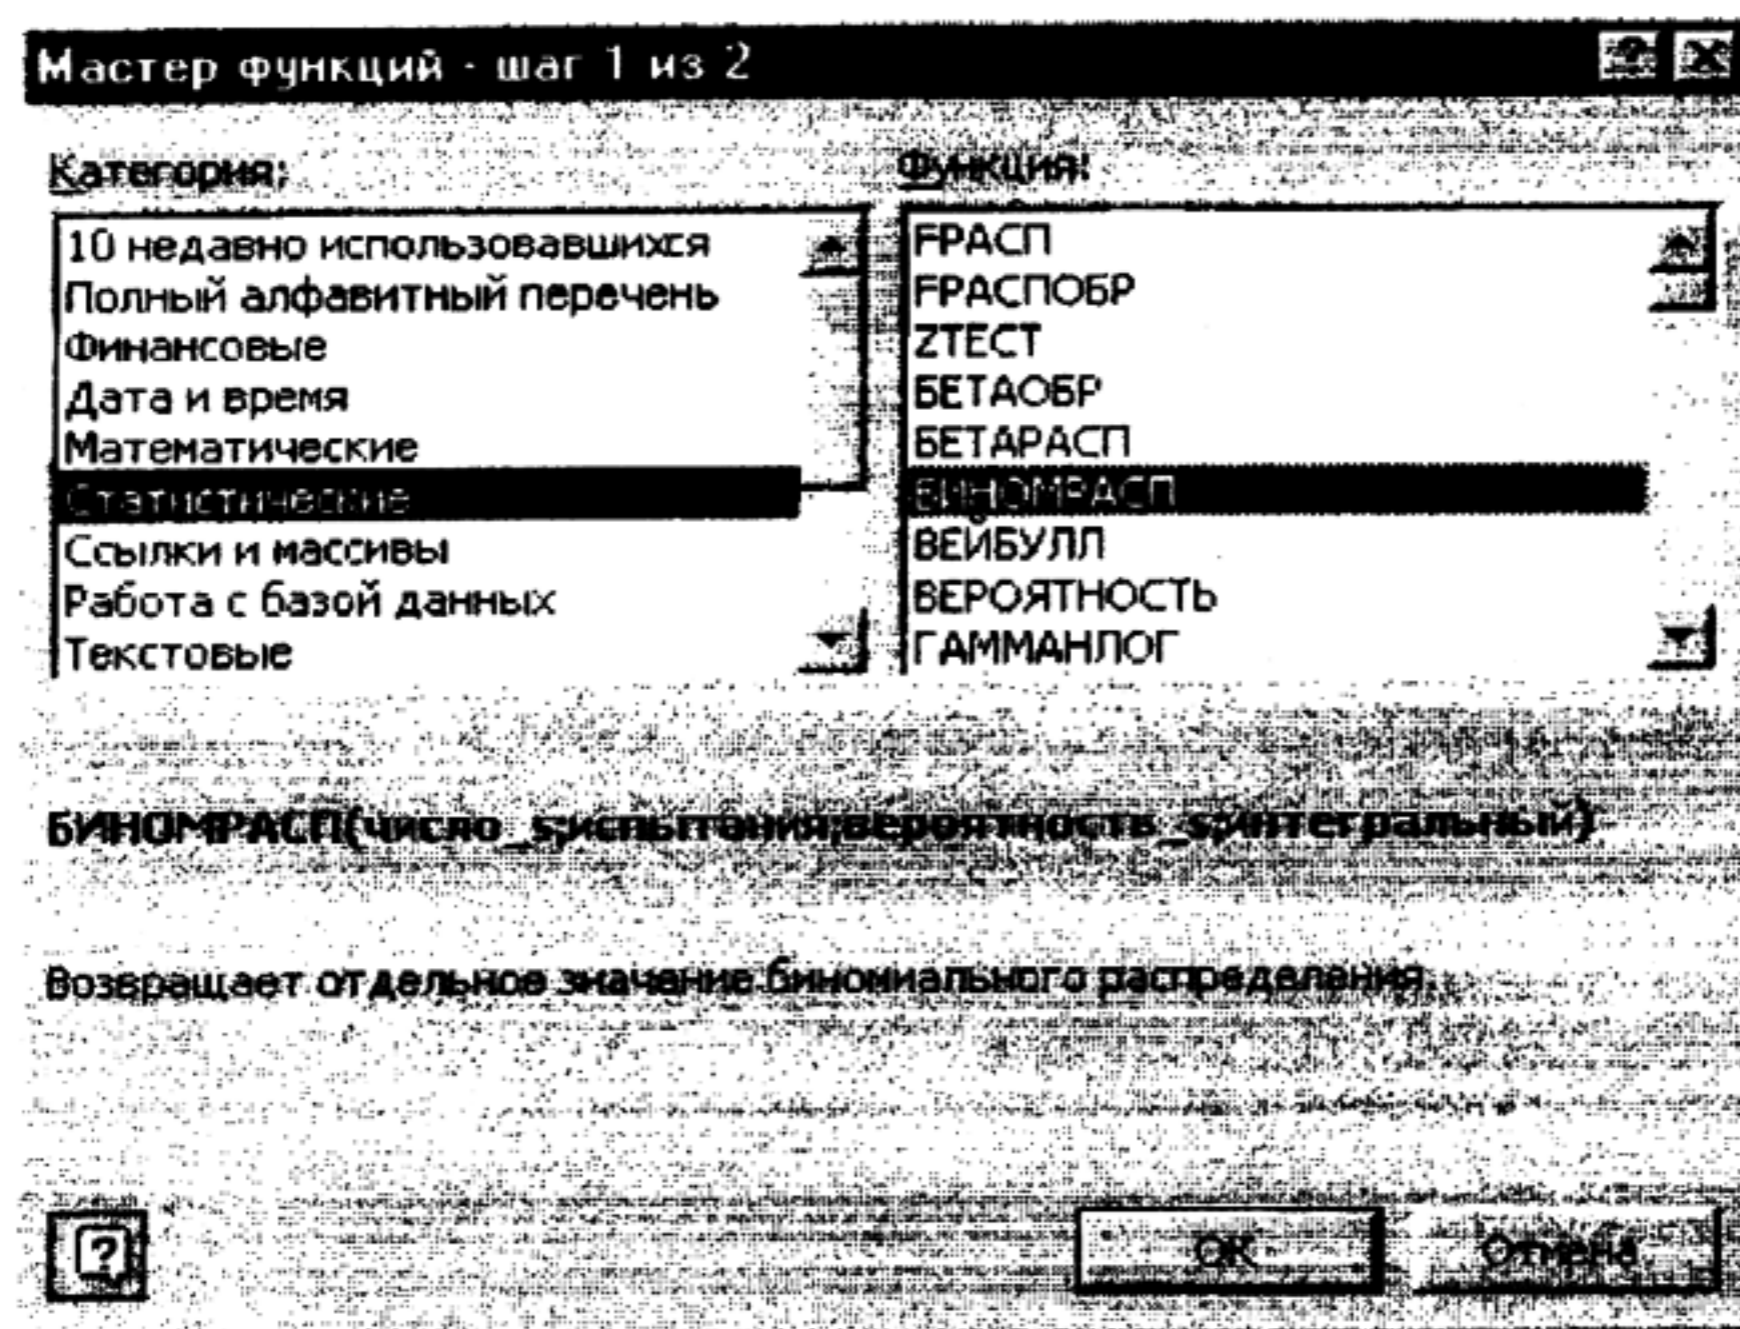 Мастер функций - шаг 1 из 2
Категория:
10 недавно использовавшихся
Полный алфавитный перечень
Финансовые
Дата и время
Математические
Статистические
Ссылки и массивы
Работа с базой данных
Текстовые
Функция:
FРАСП
FРАСПОБР
ZТЕСТ
БЕТАОБР
БЕТАРАСП
БИНОМРАСП
ВЕЙБУЛЛ
ВЕРОЯТНОСТЬ
ГАММАНЛОГ
БИНОМРАСП(число_s;испытания;вероятность_s;интегральный)
Возвращает отдельное значение биномиального распределения.
OK
Отмена